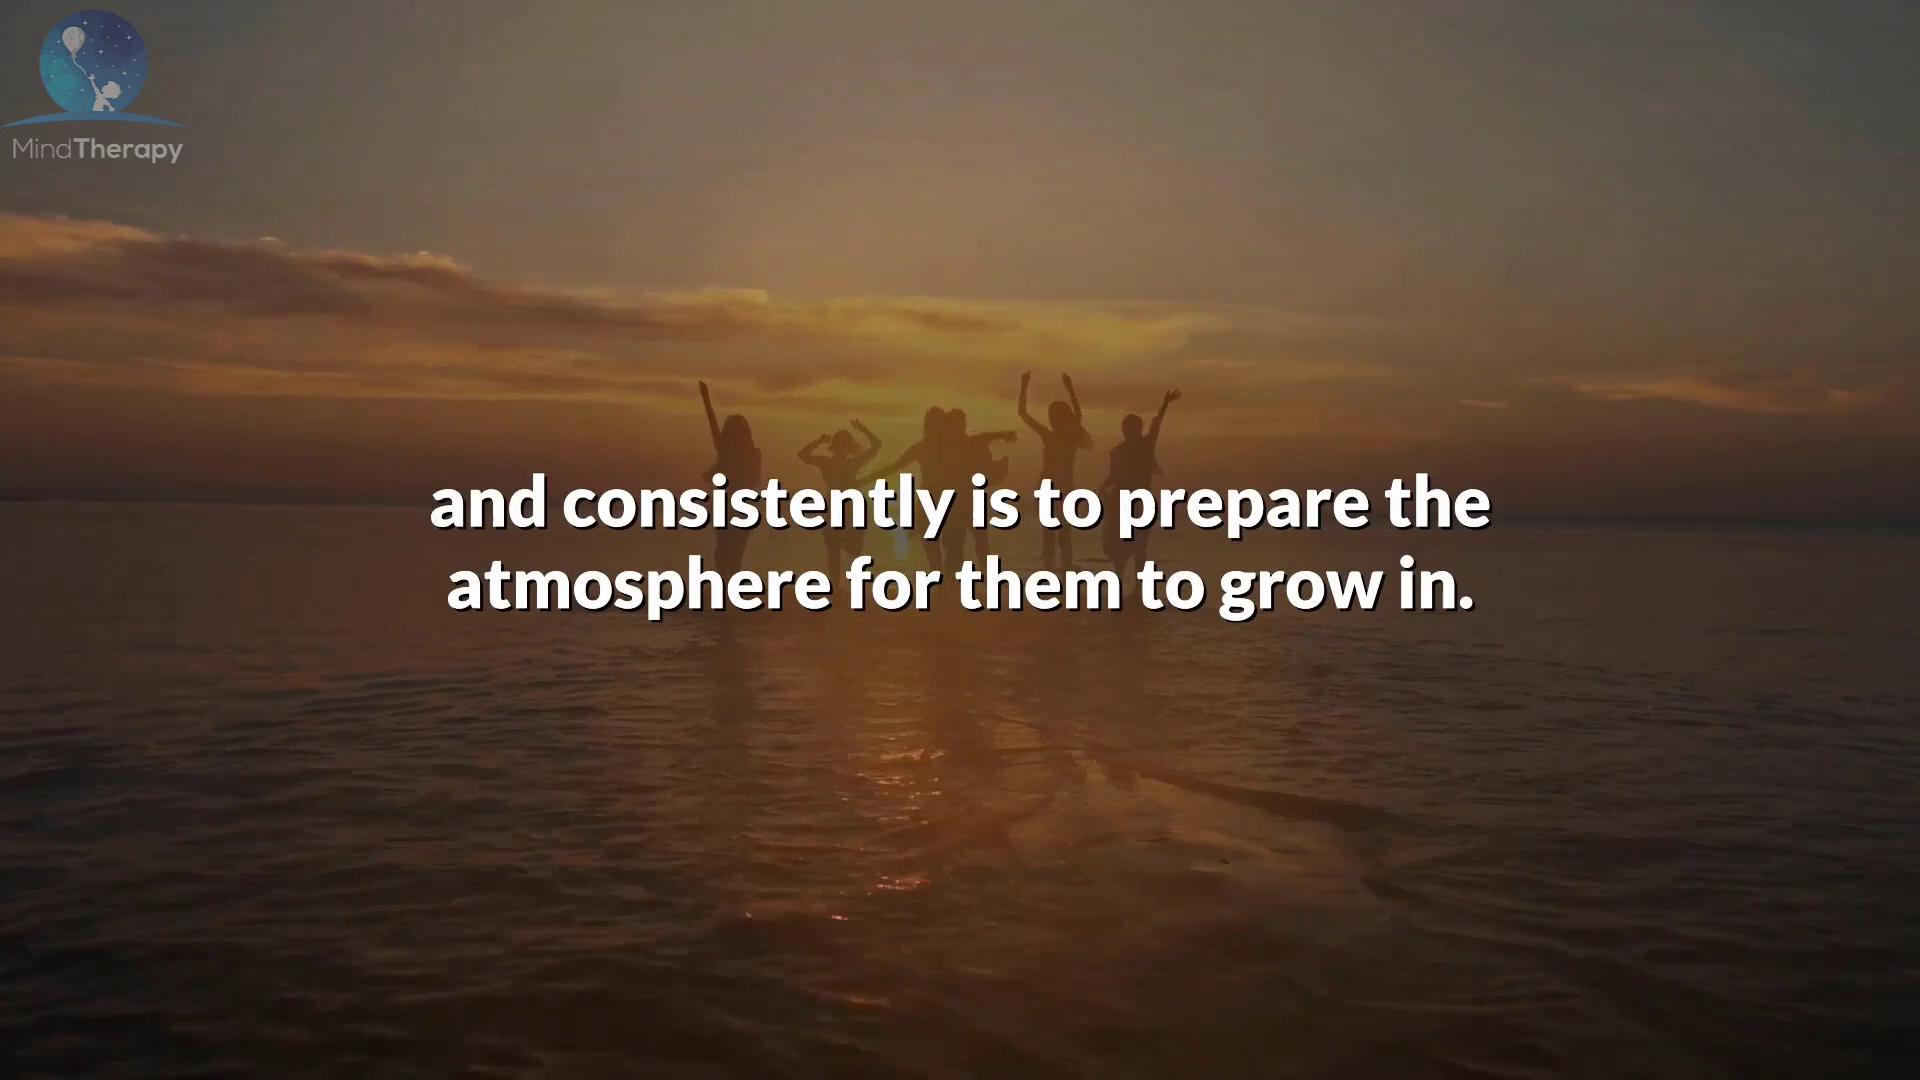 MindTherapy
and consistently is to prepare the
atmosphere for them to grow in.